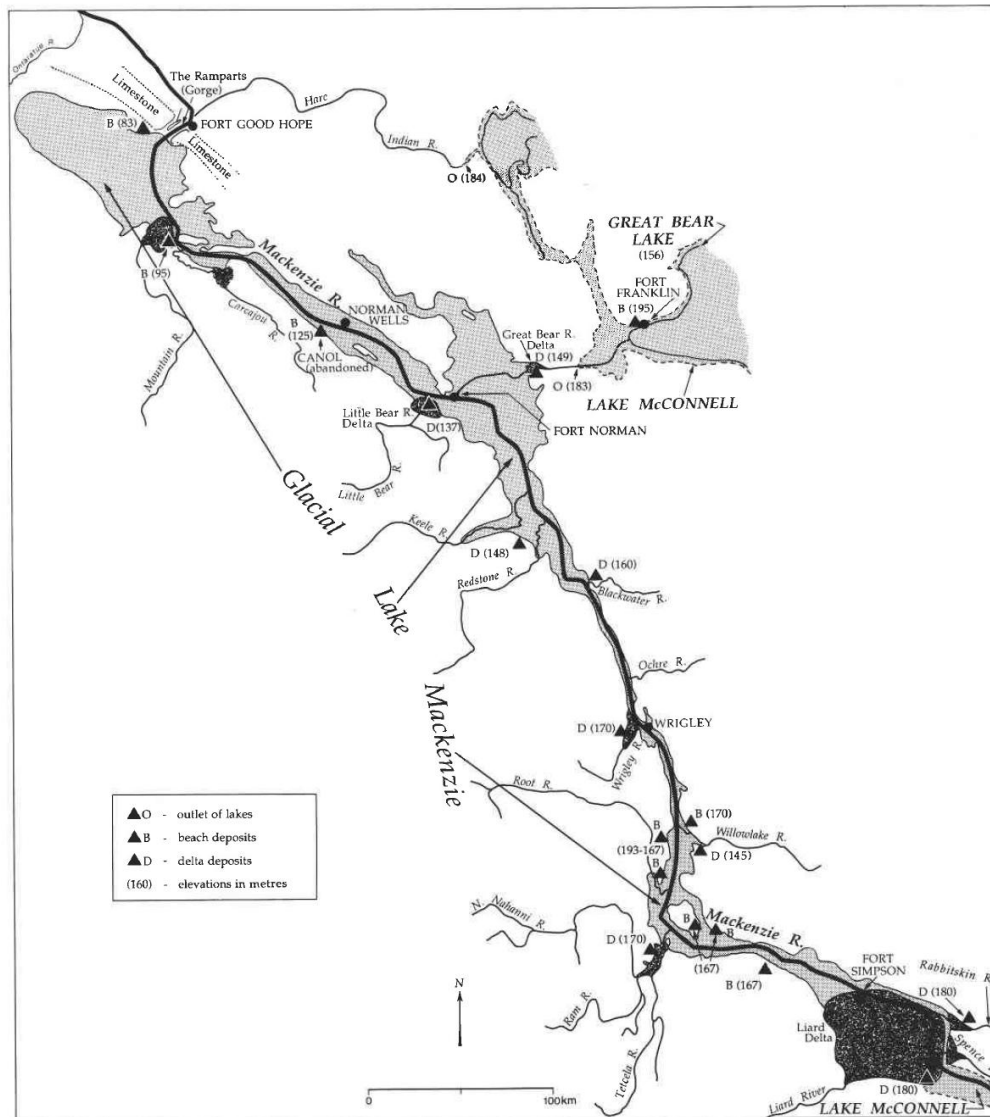 Ontaratue R.
The Ramparts
(Gorge)
Limestone
B (83)
FORT GOOD HOPE
Limestone
Harc
Indian R.
O (184)
GREAT BEAR
LAKE
(156)
FORT
FRANKLIN
B (195)
Mackenzie R.
B (95)
Carcajou R.
Mountain R.
NORMAN
WELLS
B
(125)
CANOL
(abandoned)
Great Bear R.
Delta
D (149)
O (183)
LAKE McCONNELL
Little Bear R.
Delta
D(137)
FORT NORMAN
Little Bear R.
Glacial
Keele R.
D (148)
Redstone R.
Lake
D (160)
Blackwater R.
Ochre R.
Mackenzie
D (170)
WRIGLEY
Wrigley R.
Root R.
B (170)
B
(193-167)
Willowlake R.
D (145)
B
▲O - outlet of lakes
▲B - beach deposits
▲D - delta deposits
(160) - elevations in metres
N. Nahanni R.
B
B
Mackenzie R.
D (170)
(167)
B (167)
FORT
SIMPSON
Rabbitskin R.
D (180)
N
Ram R.
Liard
Delta
Spence
Tetcela R.
D (180)
0
100km
Liard River
LAKE McCONNELL